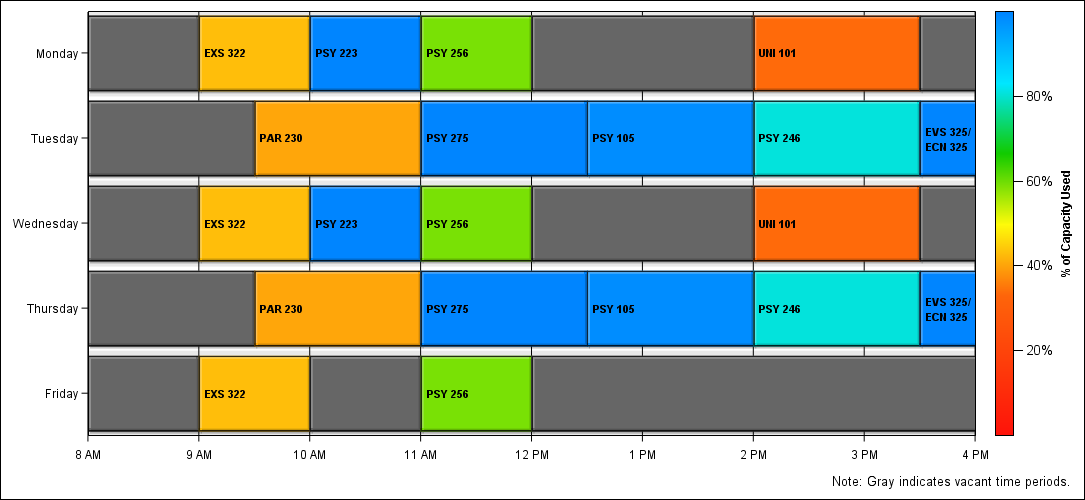 Monday
EXS 322
PSY 223
PSY 256
UNI 101
Tuesday
PAR 230
PSY 275
PSY 105
PSY 246
EVS 325/
ECN 325
Wednesday
EXS 322
PSY 223
PSY 256
UNI 101
Thursday
PAR 230
PSY 275
PSY 105
PSY 246
EVS 325/
ECN 325
Friday
EXS 322
PSY 256
8 AM
9 AM
10 AM
11 AM
12 PM
1 PM
2 PM
3 PM
4 PM
80%
60%
40%
20%
% of Capacity Used
Note: Gray indicates vacant time periods.